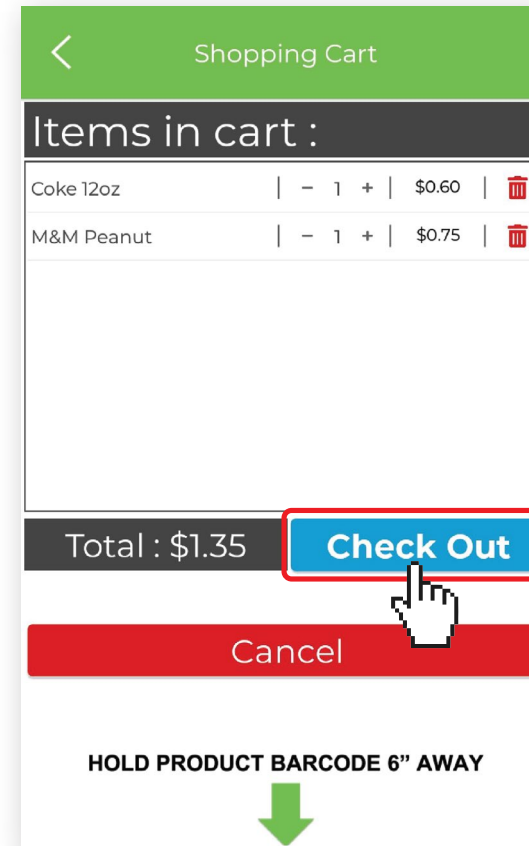 Shopping Cart
Items in cart :
Coke 12oz | - 1 + | $0.60 |
M&M Peanut | - 1 + | $0.75 |
Total : $1.35 Check Out
Cancel
HOLD PRODUCT BARCODE 6” AWAY